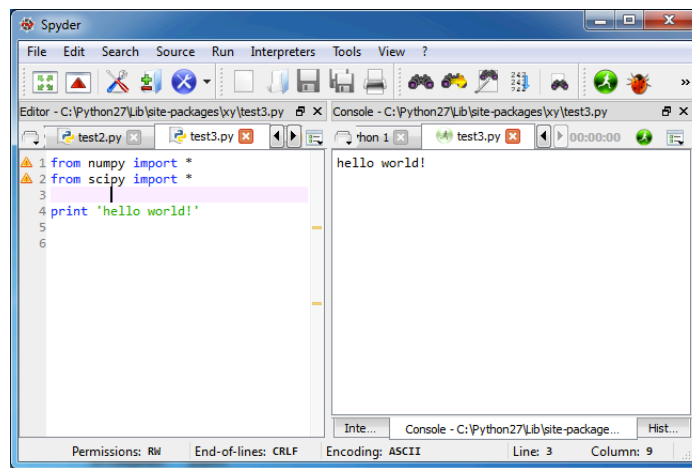 Spyder
File Edit Search Source Run Interpreters Tools View ?
Editor - C:\Python27\Lib\site-packages\xy\test3.py
Console - C:\Python27\Lib\site-packages\xy\test3.py
test2.py test3.py
thon 1 test3.py 00:00:00
1 from numpy import *
2 from scipy import *
3
4 print 'hello world!'
5
6
hello world!
Inte... Console - C:\Python27\Lib\site-package... Hist...
Permissions: RW End-of-lines: CRLF Encoding: ASCII Line: 3 Column: 9